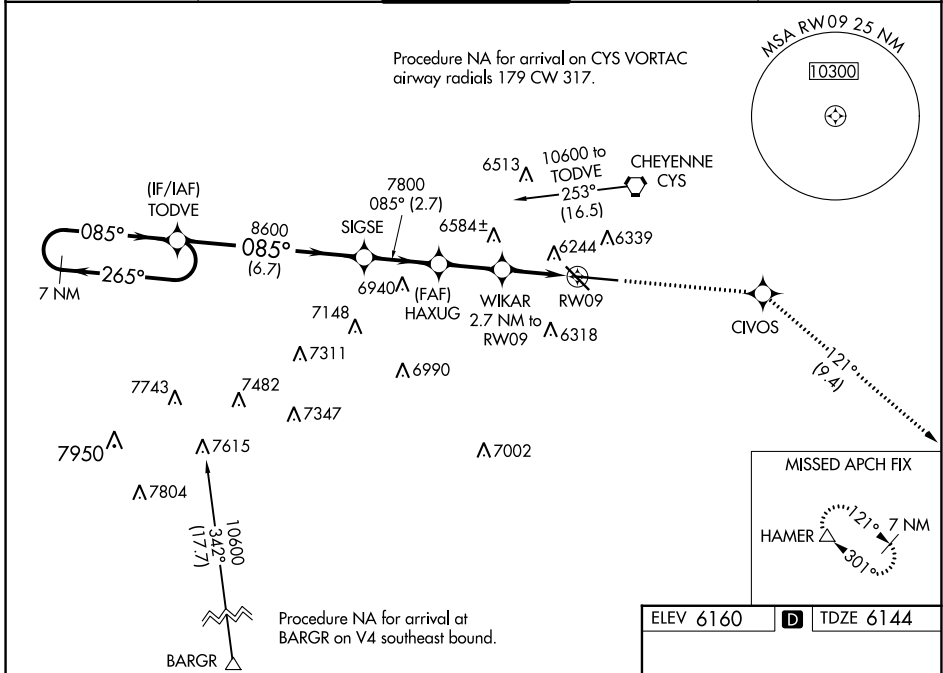 Procedure NA for arrival on CYS VORTAC
airway radials 179 CW 317.
MSA RW09 25 NM
10300
6513
10600 to
TODVE
253°
(16.5)
CHEYENNE
CYS
(IF/IAF)
TODVE
085°
265°
7 NM
8600
085°
(6.7)
SIGSE
7800
085° (2.7)
6584±
6244
6339
6940
(FAF)
HAXUG
WIKAR
2.7 NM to
RW09
RW09
6318
CIVOS
121°
(9.4)
7148
7311
6990
7743
7482
7347
7950
7615
7002
7804
10600
342°
(17.7)
BARGR
Procedure NA for arrival at
BARGR on V4 southeast bound.
MISSED APCH FIX
HAMER
121°
7 NM
301°
ELEV 6160
D
TDZE 6144